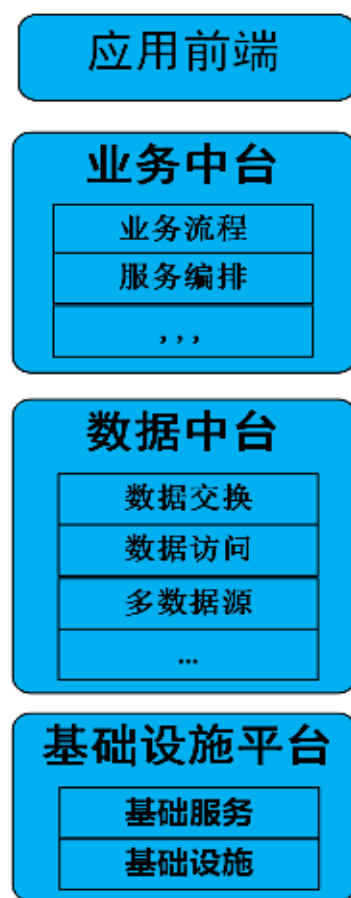 应用前端
业务中台
业务流程
服务编排
,,,
数据中台
数据交换
数据访问
多数据源
...
基础设施平台
基础服务
基础设施